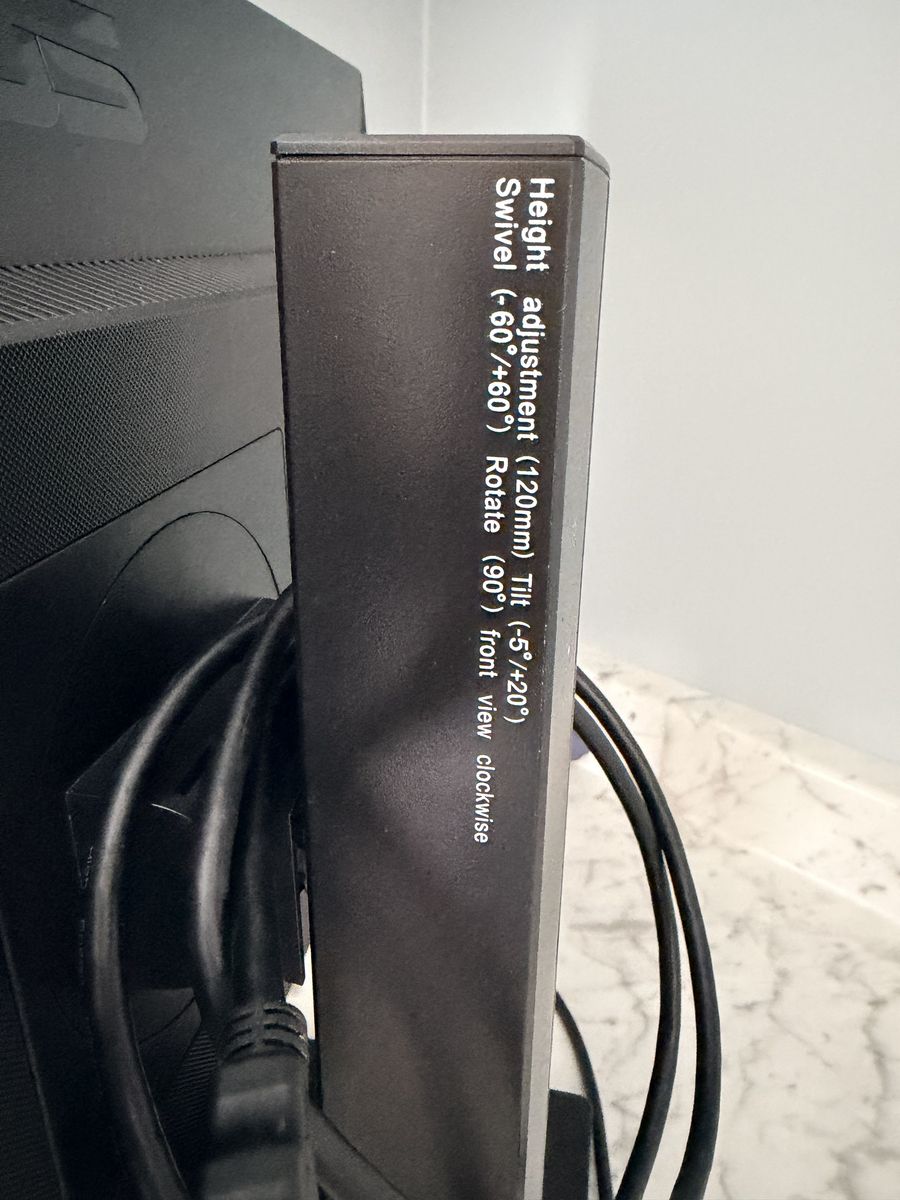 Height adjustment (120mm) Tilt (-5°/+20°)
Swivel (-60°/+60°) Rotate (90°) front view clockwise